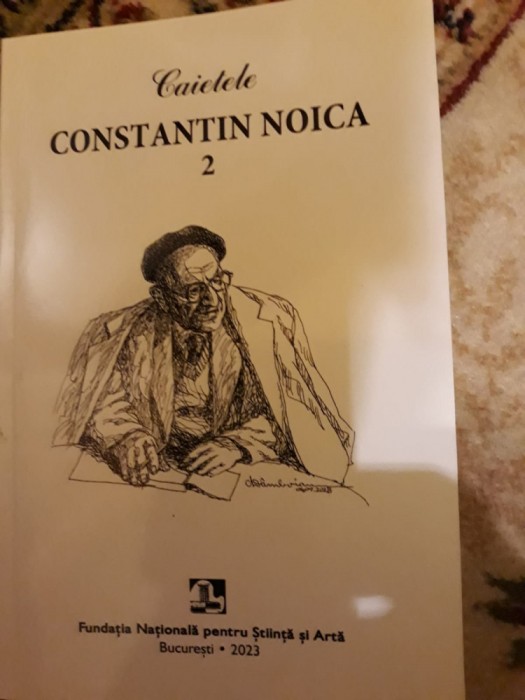 Caietele
CONSTANTIN NOICA
2
Fundația Națională pentru Știință și Artă
București • 2023